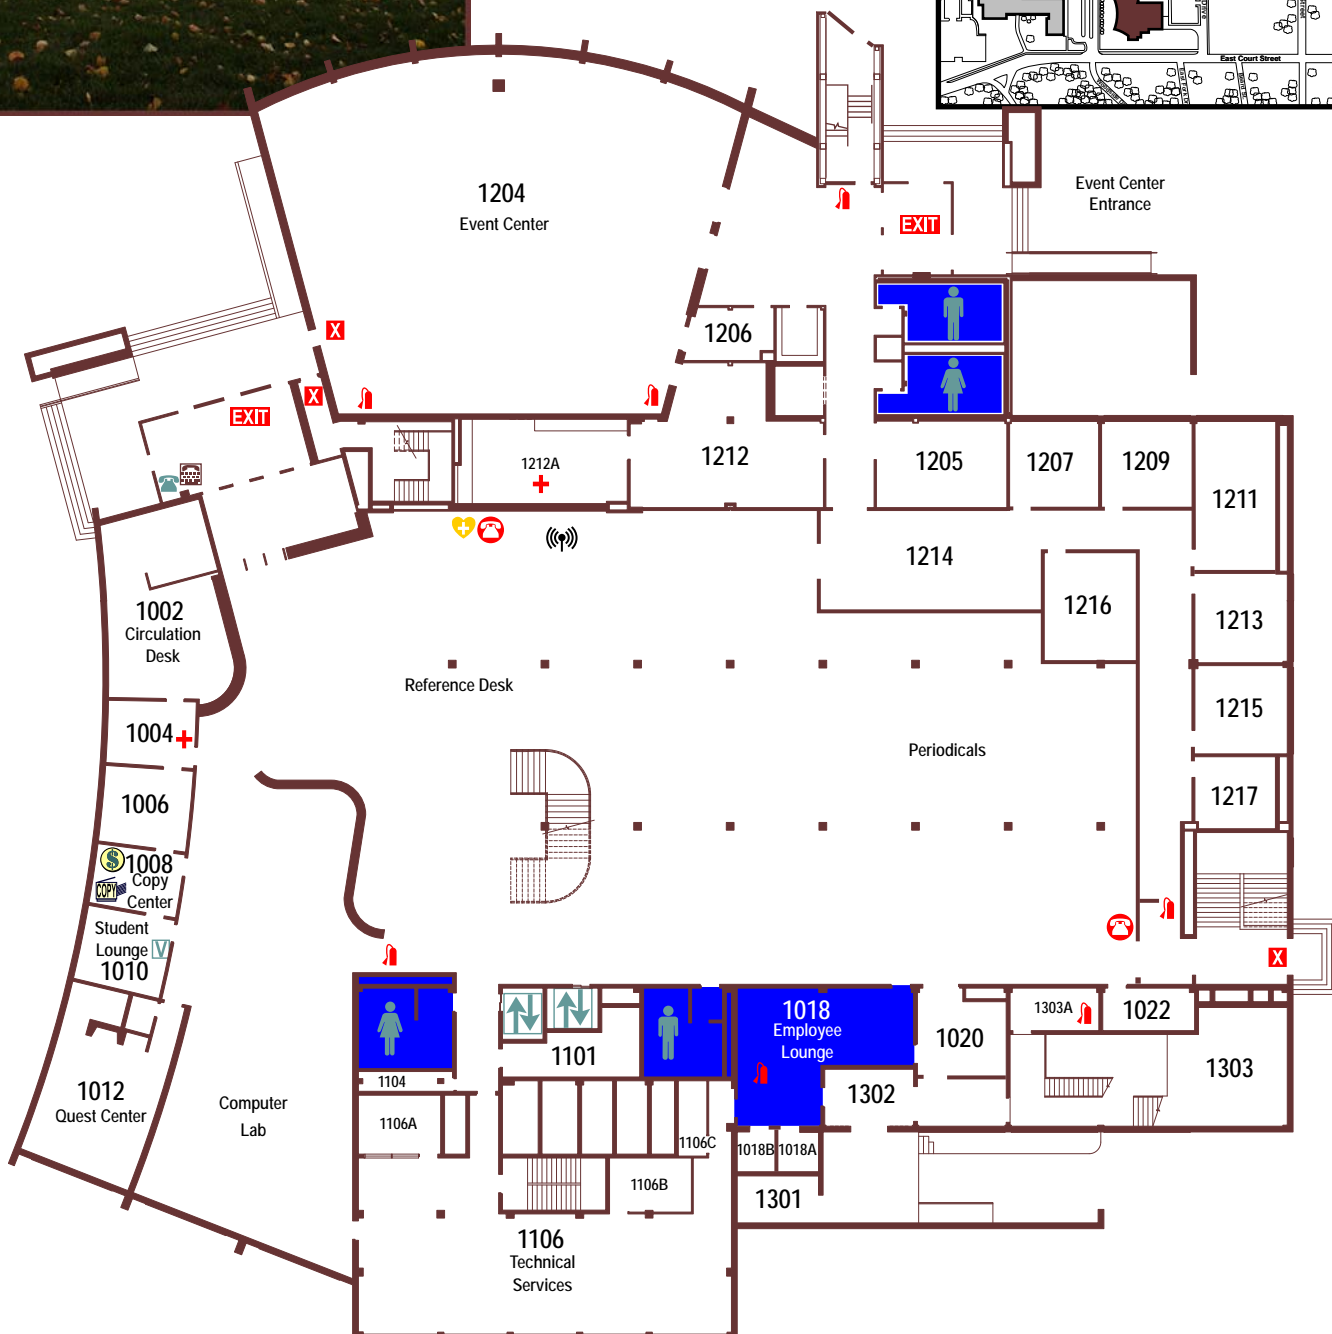 East Court Street
Event Center
Entrance
1204
Event Center
EXIT
X
1206
X
EXIT
1212A
1212
1205
1207
1209
1211
1214
1216
1002
Circulation
Desk
1213
Reference Desk
1215
1004
Periodicals
1006
1217
$
1008
COPY
Copy
Center
Student
Lounge
V
1010
X
1018
Employee
Lounge
1303A
1022
1020
1101
1303
1104
1012
Quest Center
Computer
Lab
1302
1106A
1106C
1018B
1018A
1106B
1301
1106
Technical
Services